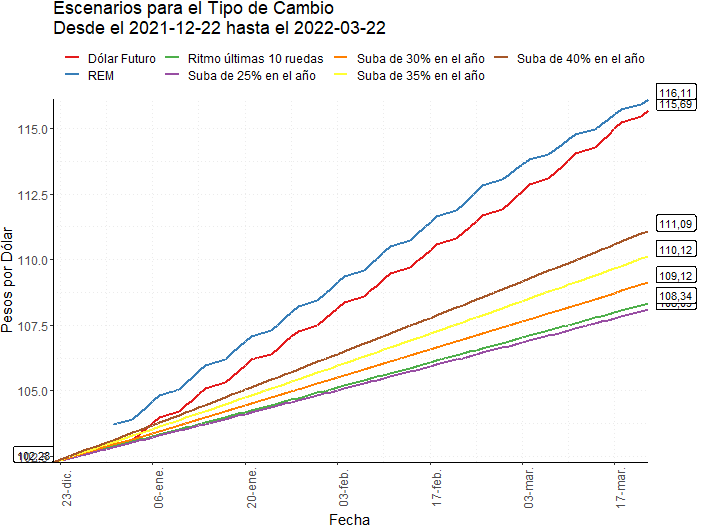 Escenarios para el Tipo de Cambio
Desde el 2021-12-22 hasta el 2022-03-22
Dólar Futuro
Ritmo últimas 10 ruedas
Suba de 30% en el año
Suba de 40% en el año
REM
Suba de 25% en el año
Suba de 35% en el año
116,11
115,69
115.0
112.5
111,09
110,12
110.0
109,12
108,34
107.5
105.0
102,28
Pesos por Dólar
23-dic.
06-ene.
20-ene.
03-feb.
17-feb.
03-mar.
17-mar.
Fecha